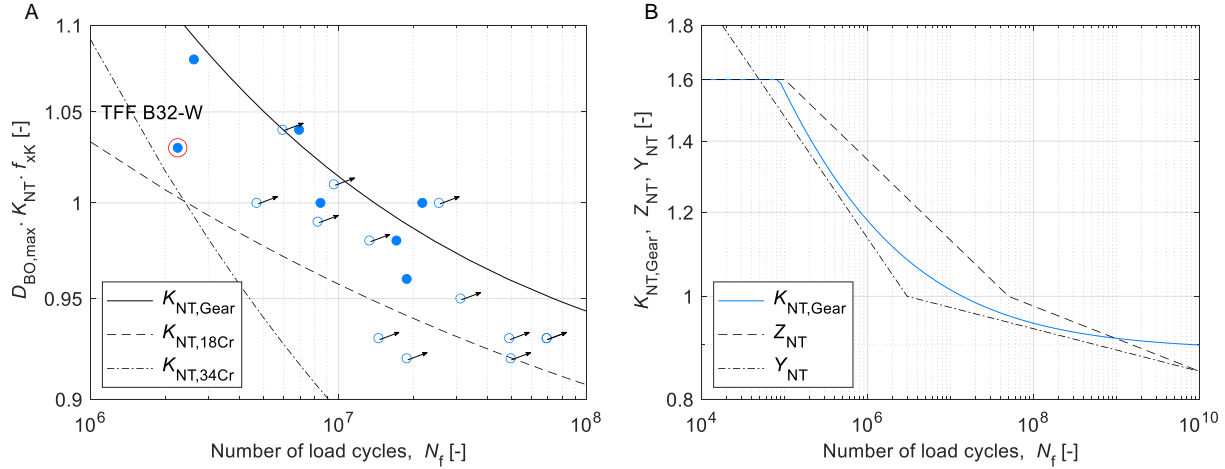 A
1.1
1.05
1
0.95
0.9
D_BO,max · K_NT · f_xK [-]
TFF B32-W
K_NT,Gear
K_NT,18Cr
K_NT,34Cr
10^6
10^7
10^8
Number of load cycles, N_f [-]
B
1.8
1.6
1.4
1.2
1
0.8
K_NT,Gear, Z_NT, Y_NT [-]
K_NT,Gear
Z_NT
Y_NT
10^4
10^6
10^8
10^10
Number of load cycles, N_f [-]